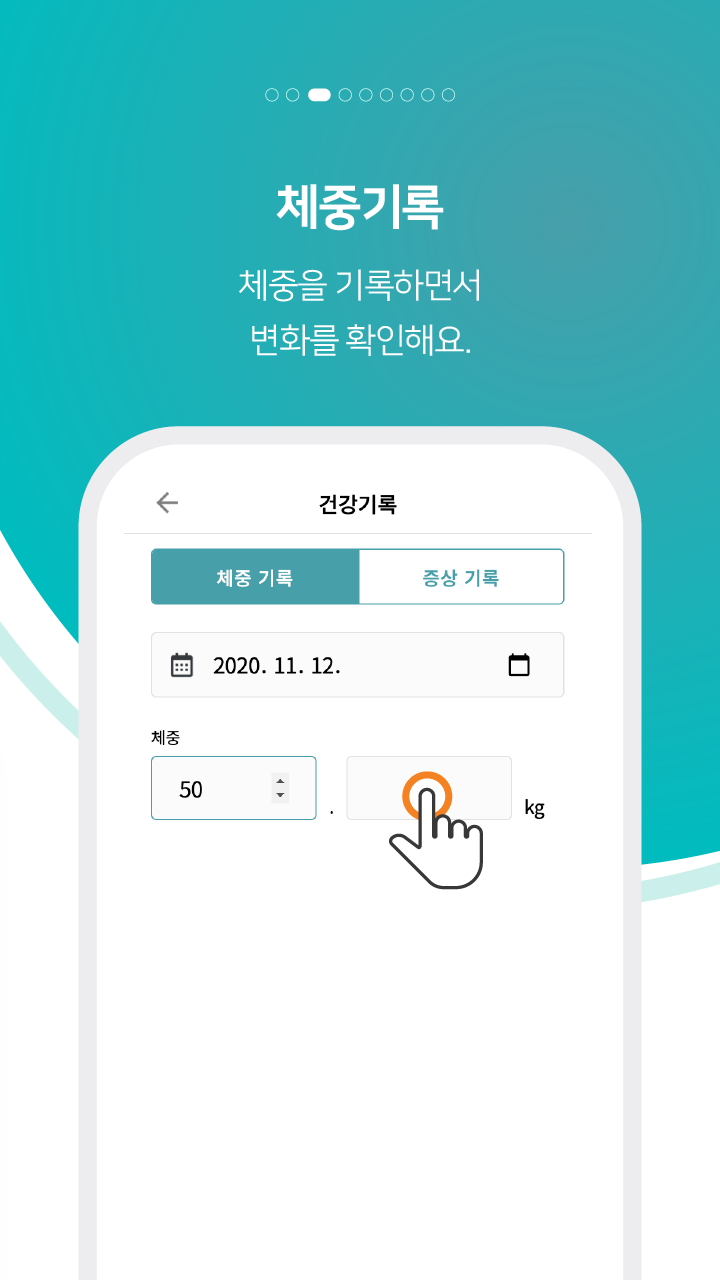 체중기록
체중을 기록하면서
변화를 확인해요.
건강기록
체중 기록
증상 기록
2020. 11. 12.
체중
50
.
kg